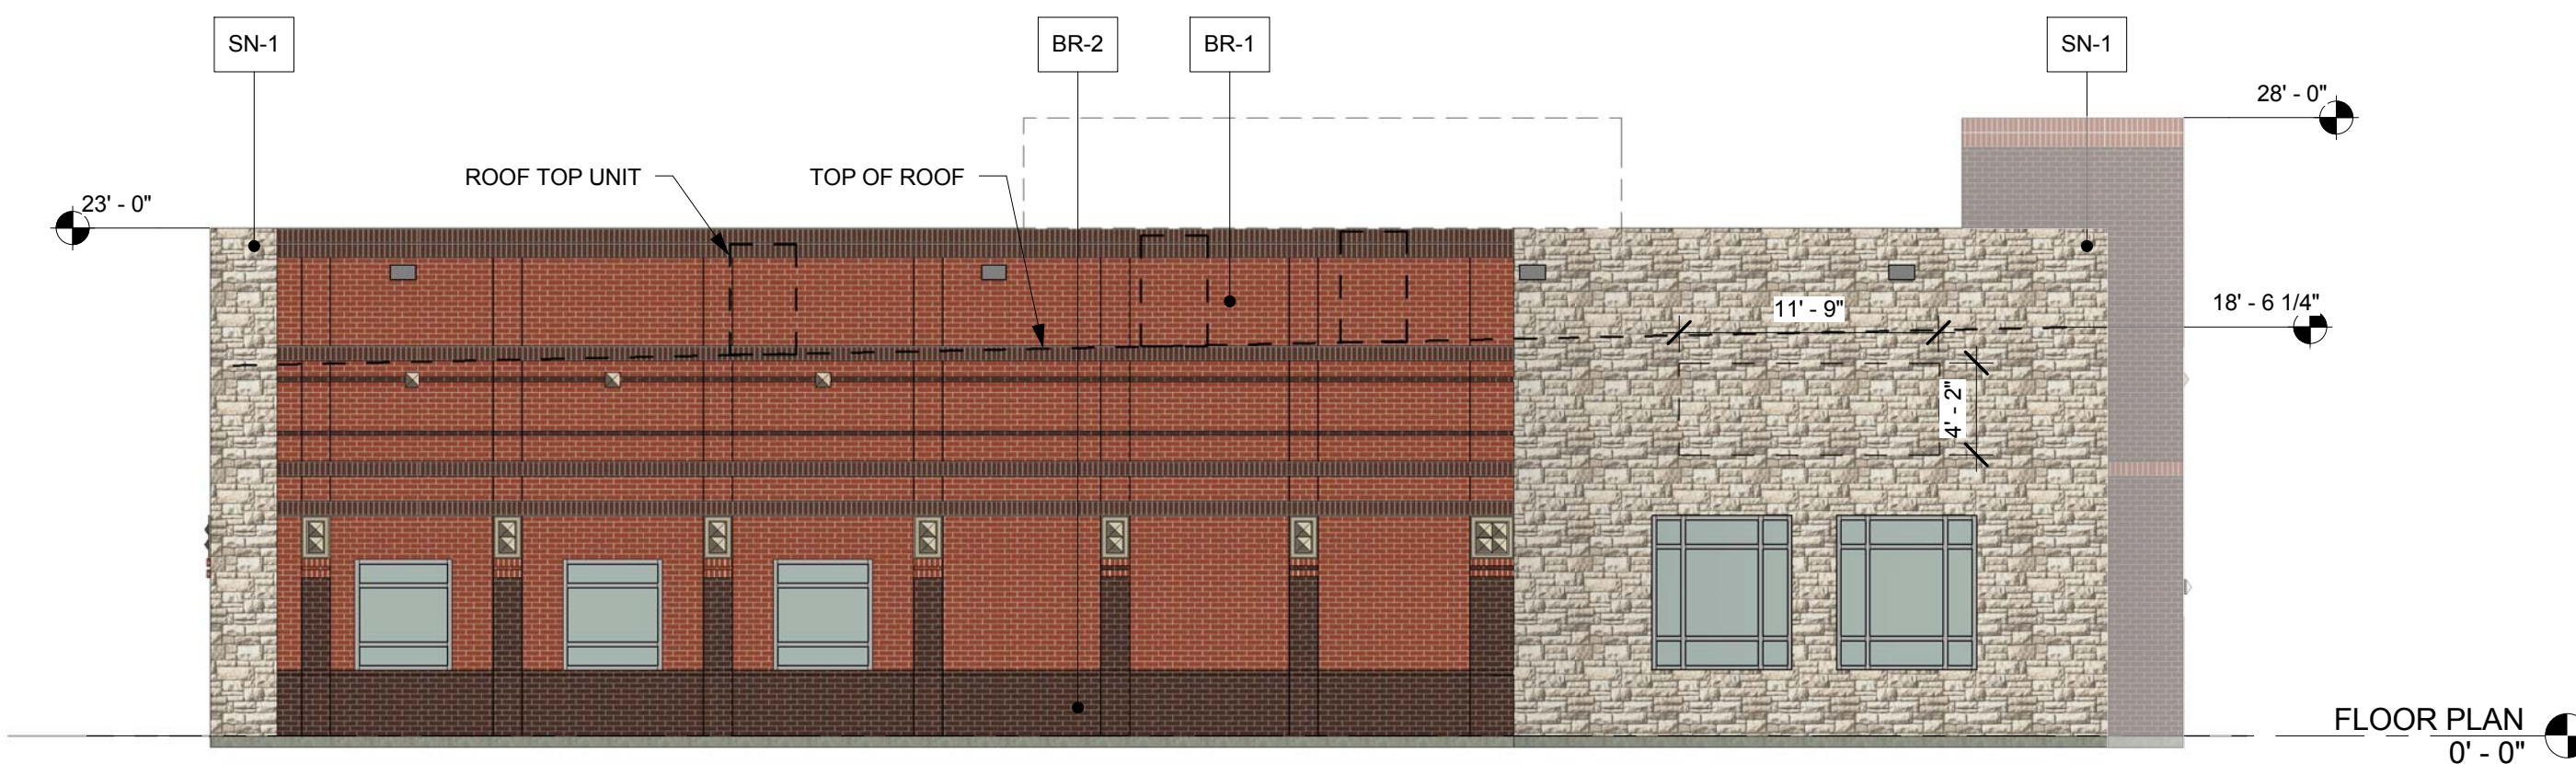 SN-1
BR-2
BR-1
SN-1
28' - 0"
ROOF TOP UNIT
TOP OF ROOF
23' - 0"
18' - 6 1/4"
11' - 9"
4' - 2"
FLOOR PLAN
0' - 0"